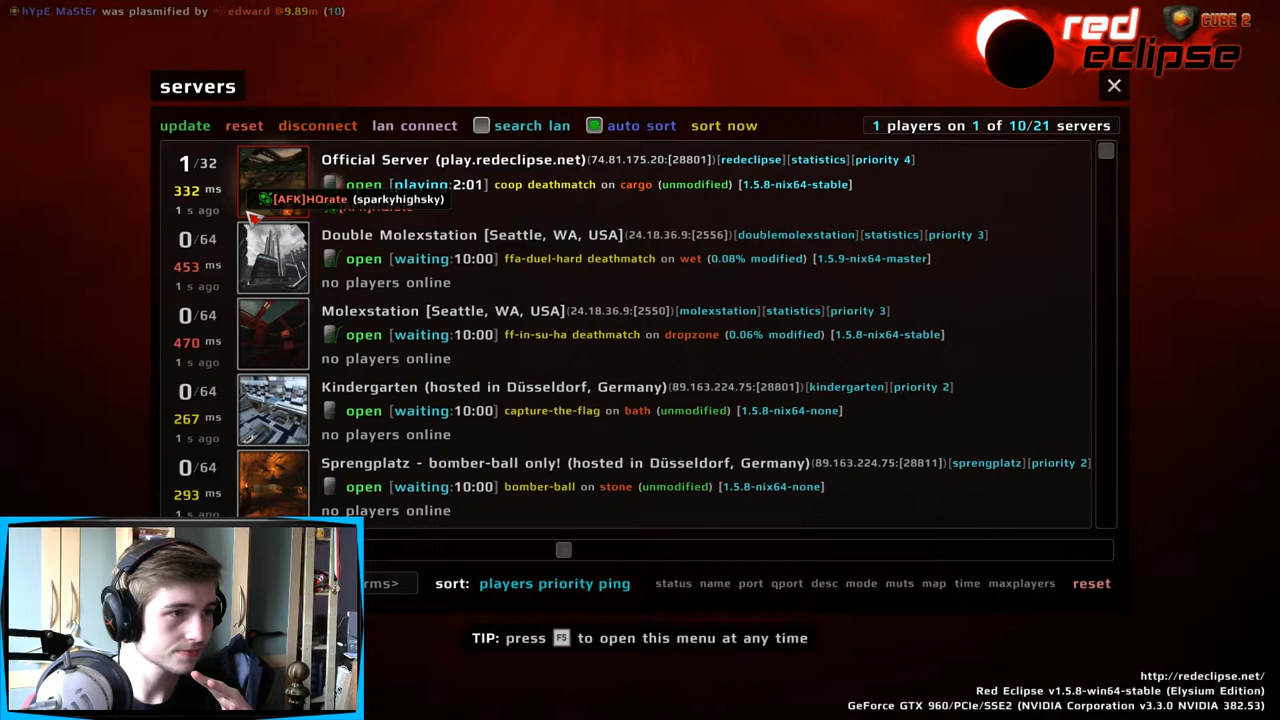 hYpE MaStEr was plasmified by edward @9.89m (10)
red eclipse
CUBE 2
servers
update reset disconnect lan connect search lan auto sort sort now 1 players on 1 of 10/21 servers
1/32 Official Server (play.redeclipse.net)(74.81.175.20:[28801])[redeclipse][statistics][priority 4]
332 ms open [playing:2:01] coop deathmatch on cargo (unmodified) [1.5.8-nix64-stable]
[AFK]HQrate (sparkyhighsky)
1 s ago
0/64 Double Molexstation [Seattle, WA, USA](24.18.36.9:[2556])[doublemolexstation][statistics][priority 3]
453 ms open [waiting:10:00] ffa-duel-hard deathmatch on wet (0.08% modified) [1.5.9-nix64-master]
1 s ago no players online
0/64 Molexstation [Seattle, WA, USA](24.18.36.9:[2550])[molexstation][statistics][priority 3]
470 ms open [waiting:10:00] ff-in-su-ha deathmatch on dropzone (0.06% modified) [1.5.8-nix64-stable]
1 s ago no players online
0/64 Kindergarten (hosted in Düsseldorf, Germany)(89.163.224.75:[28801])[kindergarten][priority 2]
267 ms open [waiting:10:00] capture-the-flag on bath (unmodified) [1.5.8-nix64-none]
1 s ago no players online
0/64 Sprengplatz - bomber-ball only! (hosted in Düsseldorf, Germany)(89.163.224.75:[28811])[sprengplatz][priority 2]
293 ms open [waiting:10:00] bomber-ball on stone (unmodified) [1.5.8-nix64-none]
no players online
rms> sort: players priority ping status name port qport desc mode muts map time maxplayers reset
TIP: press F5 to open this menu at any time
http://redeclipse.net/
Red Eclipse v1.5.8-win64-stable (Elysium Edition)
GeForce GTX 960/PCIe/SSE2 (NVIDIA Corporation v3.3.0 NVIDIA 382.53)